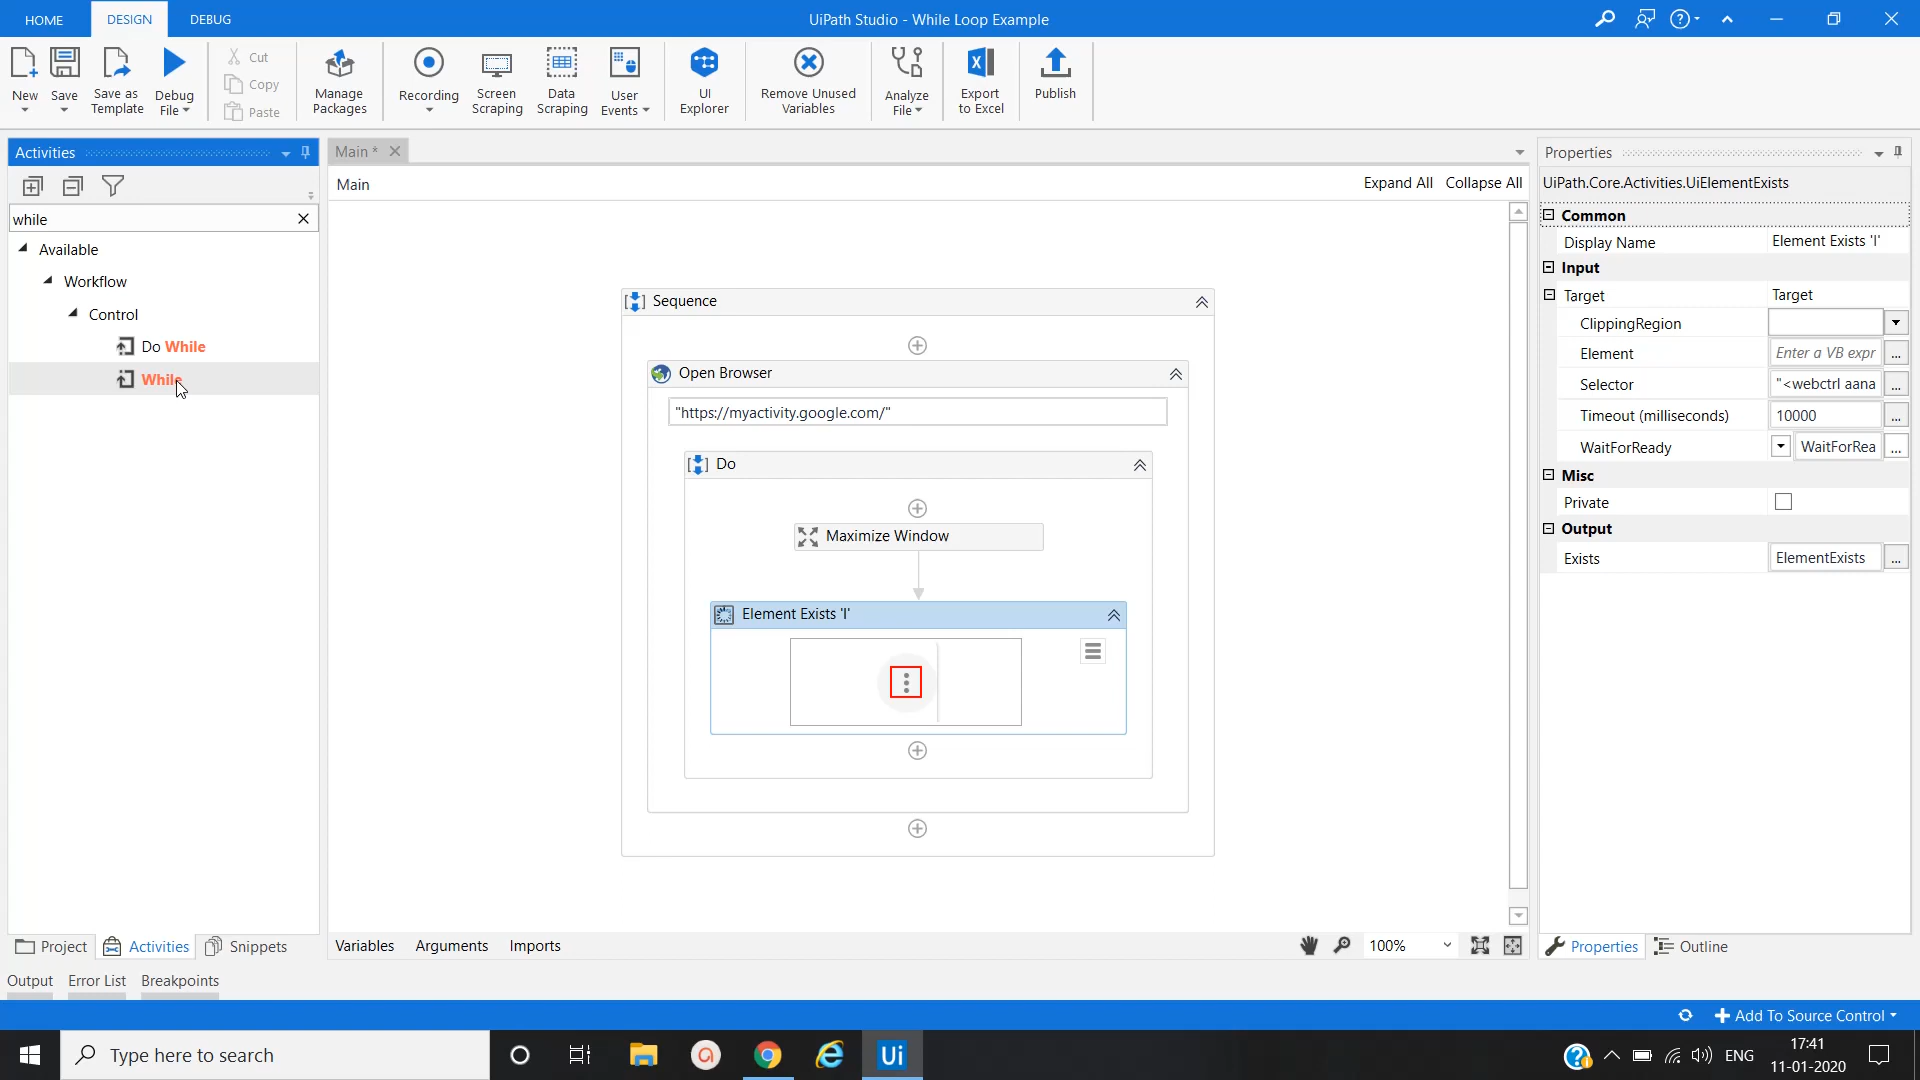 HOME DESIGN DEBUG UiPath Studio - While Loop Example
New Save Save as Template Debug File Cut Copy Paste Manage Packages Recording Screen Scraping Data Scraping User Events UI Explorer Remove Unused Variables Analyze File Export to Excel Publish
Activities
while
Available
Workflow
Control
Do While
While
Main *
Main Expand All Collapse All
Sequence
Open Browser
"https://myactivity.google.com/"
Do
Maximize Window
Element Exists 'I'
Variables Arguments Imports 100%
Properties
UiPath.Core.Activities.UiElementExists
Common
Display Name Element Exists 'I'
Input
Target Target
ClippingRegion
Element Enter a VB expr ...
Selector "<webctrl aana ...
Timeout (milliseconds) 10000 ...
WaitForReady WaitForRea ...
Misc
Private
Output
Exists ElementExists ...
Project Activities Snippets
Properties Outline
Output Error List Breakpoints
Add To Source Control
Type here to search
Ui
ENG
17:41
11-01-2020